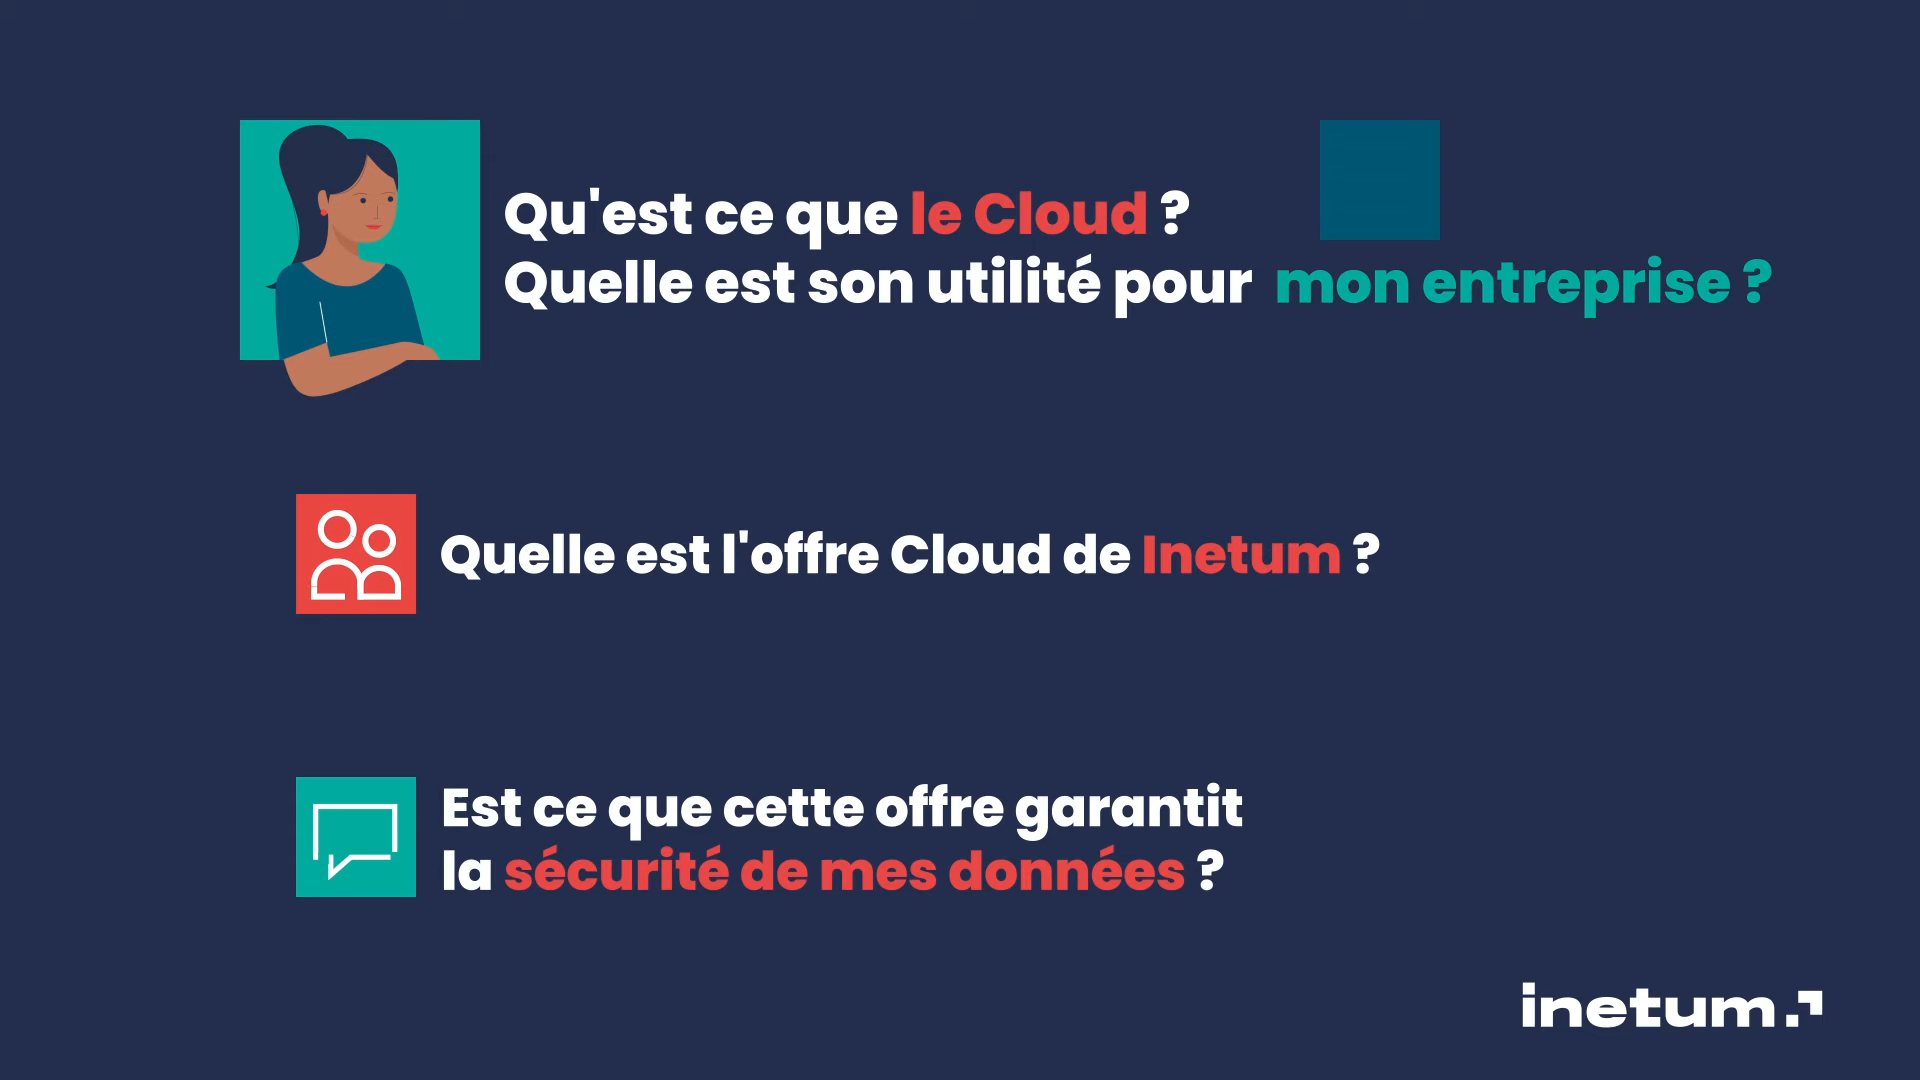 Qu'est ce que le Cloud ?
Quelle est son utilité pour mon entreprise ?
Quelle est l'offre Cloud de Inetum ?
Est ce que cette offre garantit
la sécurité de mes données ?
inetum.